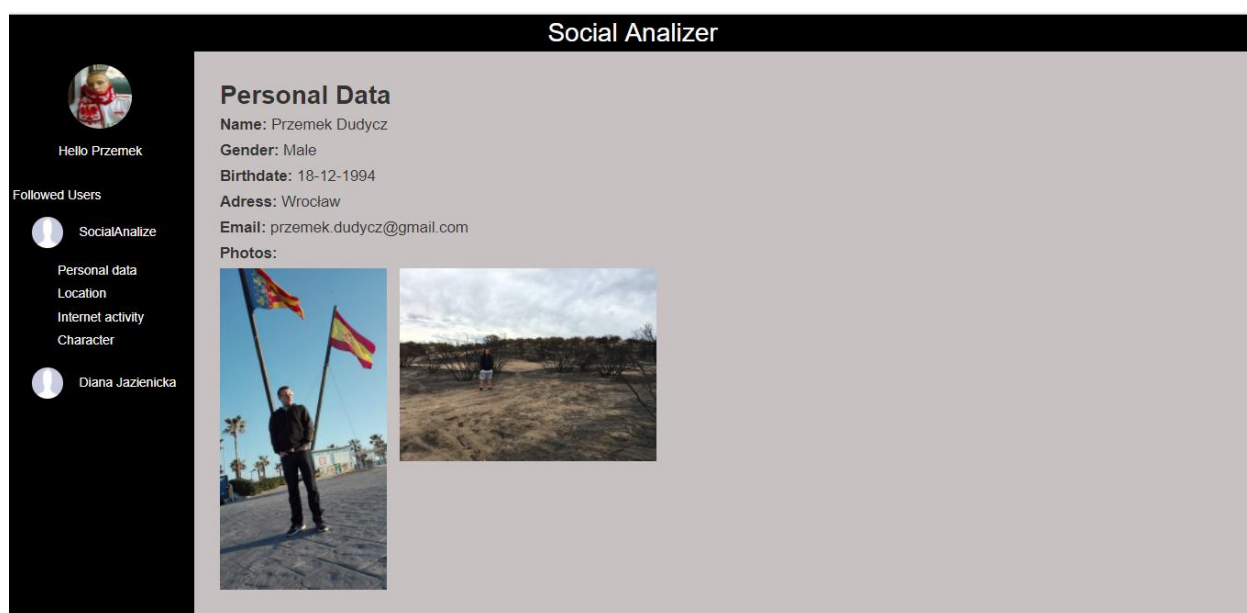 Social Analizer
Hello Przemek
Followed Users
SocialAnalize
Personal data
Location
Internet activity
Character
Diana Jazienicka
Personal Data
Name: Przemek Dudycz
Gender: Male
Birthdate: 18-12-1994
Adress: Wrocław
Email: przemek.dudycz@gmail.com
Photos: